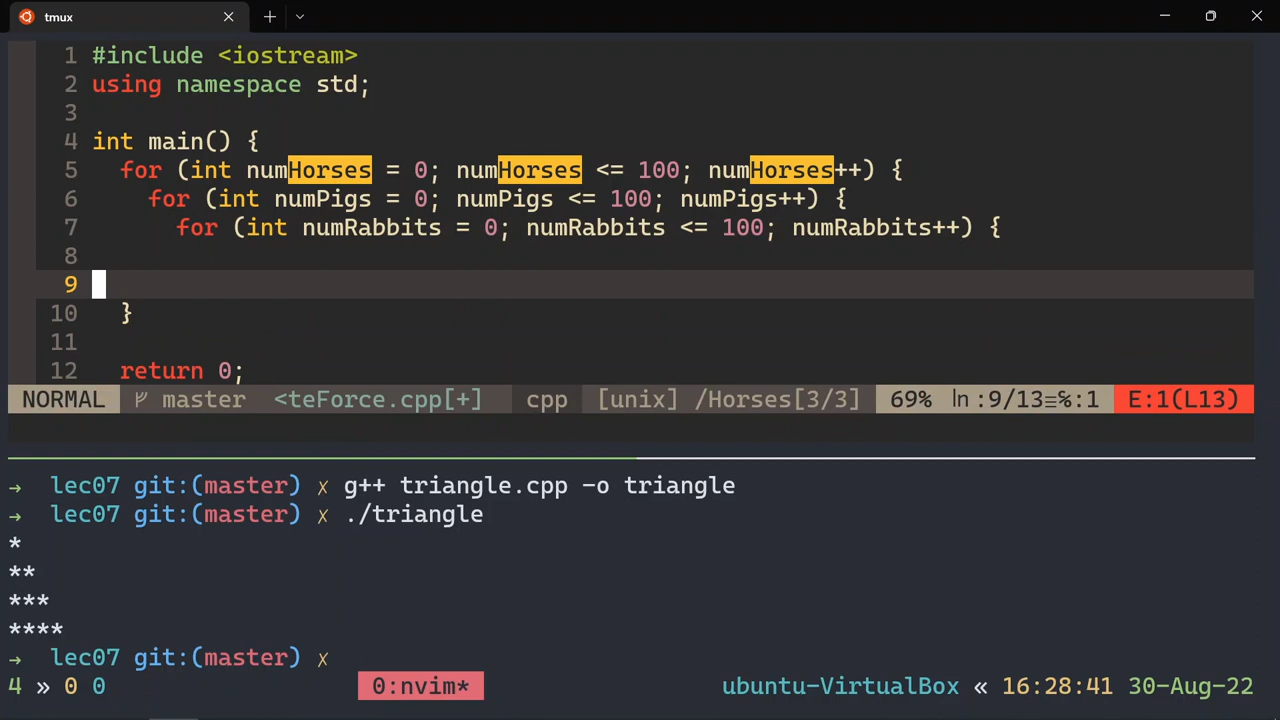 tmux
1 #include <iostream>
2 using namespace std;
3
4 int main() {
5 for (int numHorses = 0; numHorses <= 100; numHorses++) {
6 for (int numPigs = 0; numPigs <= 100; numPigs++) {
7 for (int numRabbits = 0; numRabbits <= 100; numRabbits++) {
8
9
10 }
11
12 return 0;
NORMAL master <teForce.cpp[+] cpp [unix] /Horses[3/3] 69% ln :9/13≡%:1 E:1(L13)
→ lec07 git:(master) ✗ g++ triangle.cpp -o triangle
→ lec07 git:(master) ✗ ./triangle
*
**
***
****
→ lec07 git:(master) ✗
4 » 0 0 0:nvim* ubuntu-VirtualBox « 16:28:41 30-Aug-22